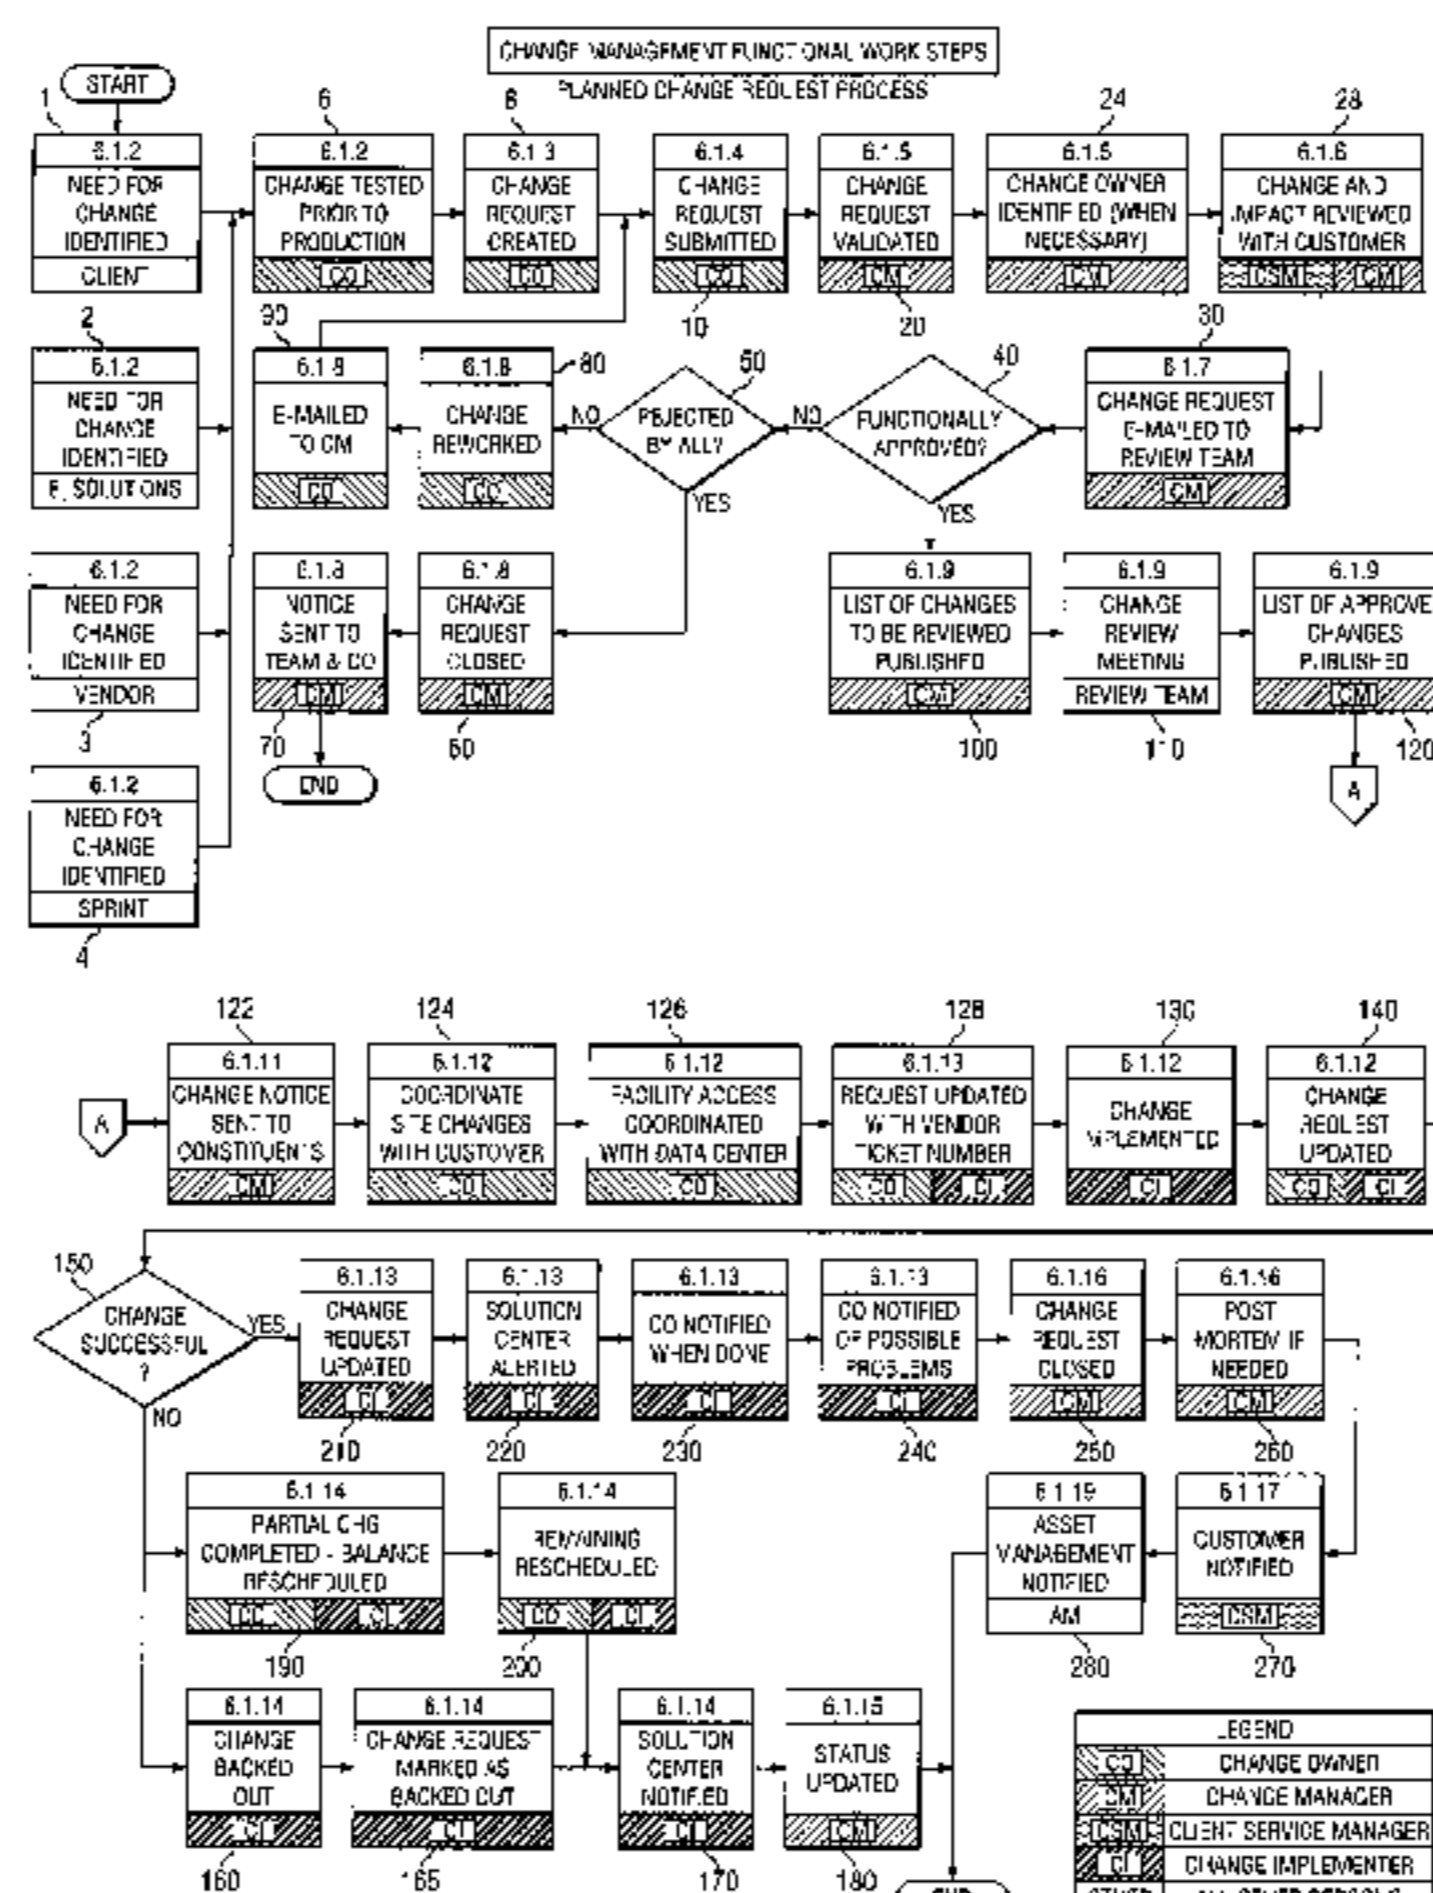 CHANGE MANAGEMENT FUNCTIONAL WORK STEPS
PLANNED CHANGE REQUEST PROCESS
START
1
6
8
24
28
6.1.2
NEED FOR
CHANGE
IDENTIFIED
CLIENT
6.1.2
CHANGE TESTED
PRIOR TO
PRODUCTION
CO
6.1.3
CHANGE
REQUEST
CREATED
CO
6.1.4
CHANGE
REQUEST
SUBMITTED
CO
10
6.1.5
CHANGE
REQUEST
VALIDATED
CM
20
6.1.5
CHANGE OWNER
IDENTIFIED (WHEN
NECESSARY)
CM
6.1.6
CHANGE AND
IMPACT REVIEWED
WITH CUSTOMER
CSM
CM
2
6.1.2
NEED FOR
CHANGE
IDENTIFIED
SOLUTIONS
90
6.1.8
E-MAILED
TO CM
CO
80
6.1.8
CHANGE
REWORKED
CO
NO
50
REJECTED
BY ALL?
YES
NO
40
FUNCTIONALLY
APPROVED?
YES
30
6.1.7
CHANGE REQUEST
E-MAILED TO
REVIEW TEAM
CM
6.1.2
NEED FOR
CHANGE
IDENTIFIED
VENDOR
3
6.1.8
NOTICE
SENT TO
TEAM & CO
CM
70
END
6.1.8
CHANGE
REQUEST
CLOSED
CM
60
6.1.9
LIST OF CHANGES
TO BE REVIEWED
PUBLISHED
CM
100
6.1.9
CHANGE
REVIEW
MEETING
REVIEW TEAM
110
6.1.9
LIST OF APPROVE
CHANGES
PUBLISHED
CM
120
A
6.1.2
NEED FOR
CHANGE
IDENTIFIED
SPRINT
4
122
124
126
128
130
140
A
6.1.11
CHANGE NOTICE
SENT TO
CONSTITUENTS
CM
6.1.12
COORDINATE
SITE CHANGES
WITH CUSTOMER
CO
6.1.12
FACILITY ACCESS
COORDINATED
WITH DATA CENTER
CO
6.1.13
REQUEST UPDATED
WITH VENDOR
TICKET NUMBER
CO
CI
6.1.12
CHANGE
IMPLEMENTED
CI
6.1.12
CHANGE
REQUEST
UPDATED
CO
CI
150
CHANGE
SUCCESSFUL
?
YES
NO
6.1.13
CHANGE
REQUEST
UPDATED
CI
210
6.1.13
SOLUTION
CENTER
ALERTED
CI
220
6.1.13
CO NOTIFIED
WHEN DONE
CI
230
6.1.13
CO NOTIFIED
OF POSSIBLE
PROBLEMS
CI
240
6.1.16
CHANGE
REQUEST
CLOSED
CM
250
6.1.16
POST
MORTEM IF
NEEDED
CM
260
6.1.14
PARTIAL CHG
COMPLETED - BALANCE
RESCHEDULED
CO
CI
190
6.1.14
REMAINING
RESCHEDULED
CO
CI
200
6.1.19
ASSET
MANAGEMENT
NOTIFIED
AM
280
6.1.17
CUSTOMER
NOTIFIED
CSM
270
6.1.14
CHANGE
BACKED
OUT
CI
160
6.1.14
CHANGE REQUEST
MARKED AS
BACKED OUT
CI
165
6.1.14
SOLUTION
CENTER
NOTIFIED
CI
170
6.1.15
STATUS
UPDATED
CM
180
LEGEND
CO CHANGE OWNER
CM CHANGE MANAGER
CSM CLIENT SERVICE MANAGER
CI CHANGE IMPLEMENTER